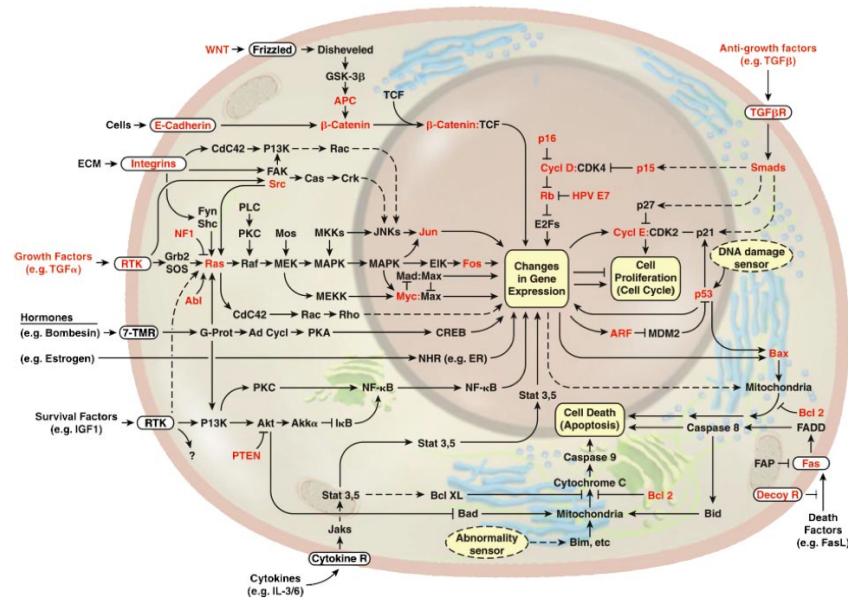 WNT
Frizzled
Disheveled
GSK-3β
APC
TCF
Cells
E-Cadherin
β-Catenin
β-Catenin:TCF
ECM
Integrins
CdC42
P13K
Rac
FAK
Src
Cas
Crk
Fyn
Shc
PLC
NF1
PKC
Mos
MKKs
JNKs
Jun
Growth Factors
(e.g. TGFα)
RTK
Grb2
SOS
Ras
Raf
MEK
MAPK
MAPK
ElK
Fos
Mad:Max
Abl
MEKK
Myc:Max
CdC42
Rac
Rho
Hormones
(e.g. Bombesin)
7-TMR
G-Prot
Ad Cycl
PKA
CREB
(e.g. Estrogen)
NHR (e.g. ER)
PKC
NF-κB
NF-κB
Survival Factors
(e.g. IGF1)
RTK
P13K
Akt
Akkα
IκB
?
PTEN
Stat 3,5
Stat 3,5
Stat 3,5
Bcl XL
Jaks
Bad
Cytokine R
Cytokines
(e.g. IL-3/6)
Changes
in Gene
Expression
Anti-growth factors
(e.g. TGFβ)
TGFβR
p16
Cycl D:CDK4
p15
Smads
Rb
HPV E7
p27
E2Fs
Cycl E:CDK2
p21
DNA damage
sensor
Cell
Proliferation
(Cell Cycle)
p53
ARF
MDM2
Bax
Mitochondria
Cell Death
(Apoptosis)
Bcl 2
Caspase 8
FADD
Caspase 9
FAP
Fas
Cytochrome C
Bcl 2
Decoy R
Mitochondria
Bid
Death
Factors
(e.g. FasL)
Abnormality
sensor
Bim, etc